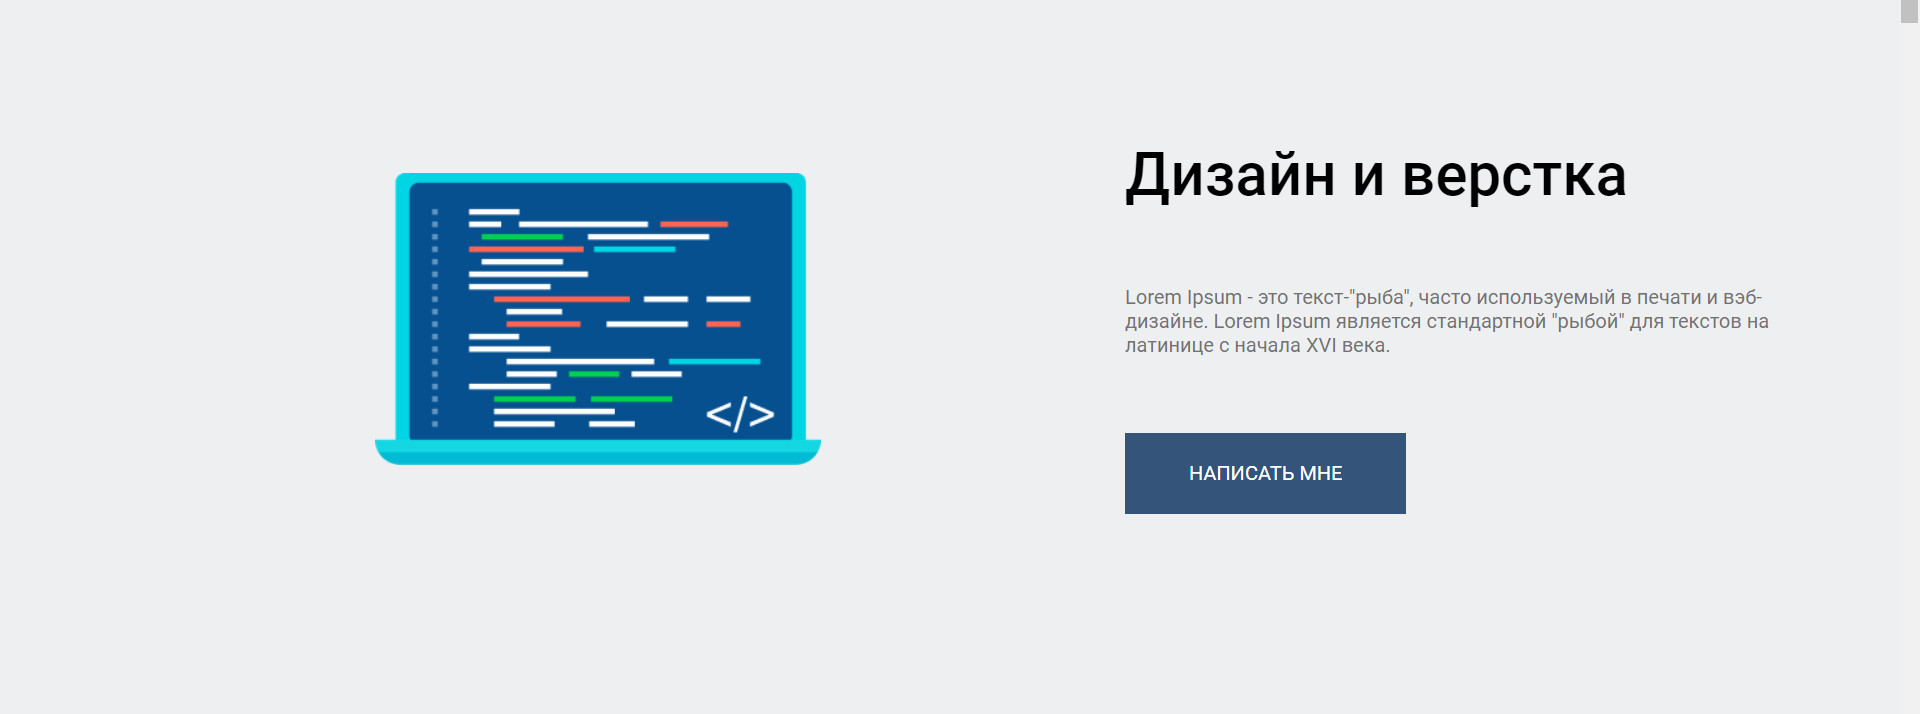 Дизайн и верстка
Lorem Ipsum - это текст-"рыба", часто используемый в печати и вэб-
дизайне. Lorem Ipsum является стандартной "рыбой" для текстов на
латинице с начала XVI века.
</>
НАПИСАТЬ МНЕ